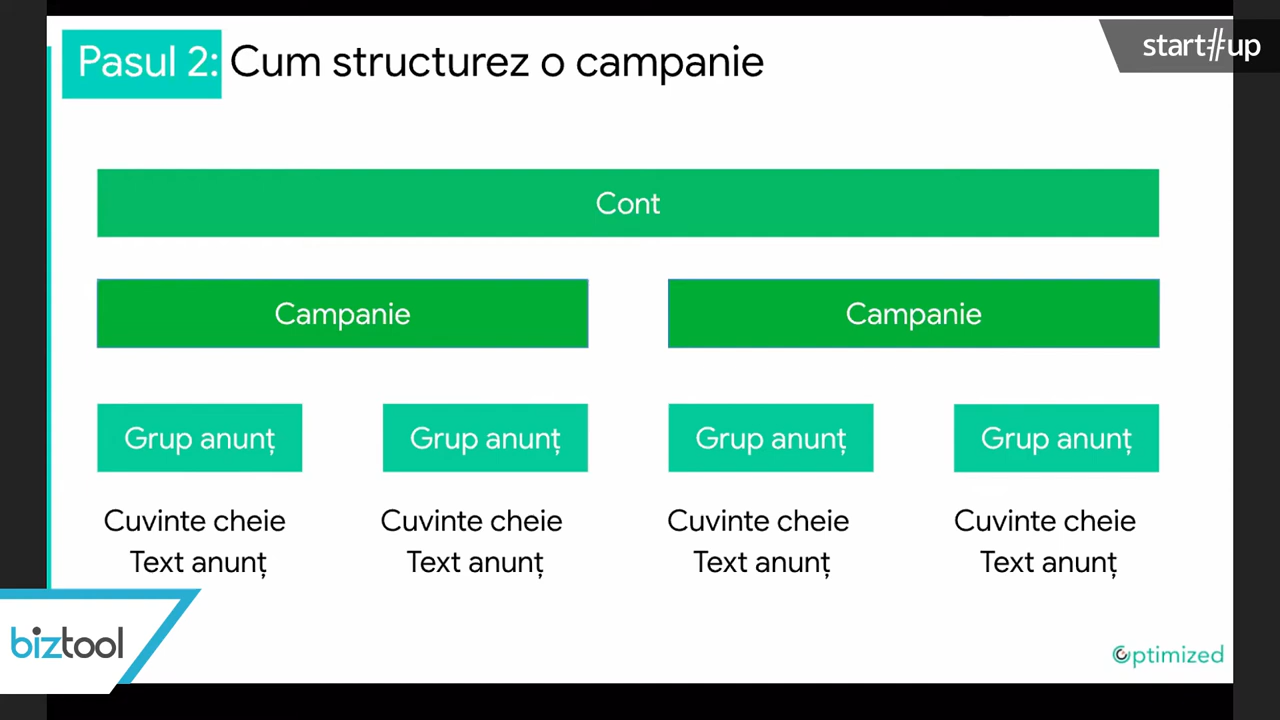 Pasul 2: Cum structurez o campanie
start#up
Cont
Campanie Campanie
Grup anunț Grup anunț Grup anunț Grup anunț
Cuvinte cheie Cuvinte cheie Cuvinte cheie Cuvinte cheie
Text anunț Text anunț Text anunț Text anunț
biztool
Optimized